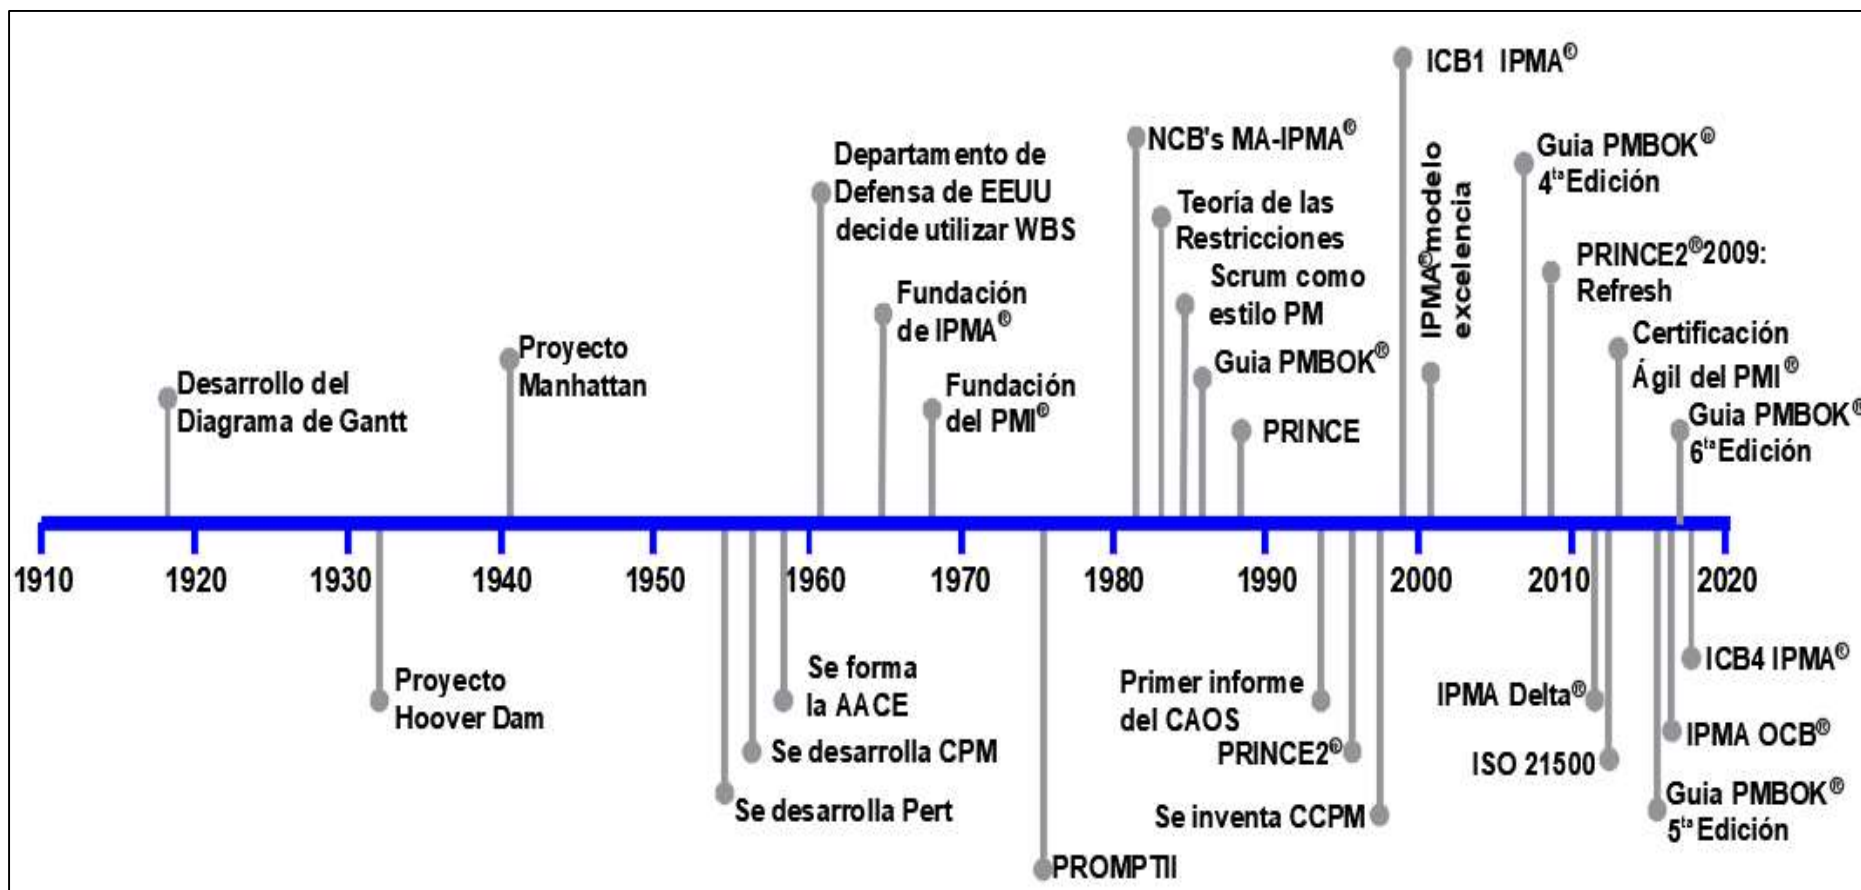 ICB1 IPMA®
NCB's MA-IPMA®
Departamento de
Defensa de EEUU
decide utilizar WBS
Teoría de las
Restricciones
IPMA® modelo
excelencia
Guia PMBOK®
4ta Edición
PRINCE2® 2009:
Refresh
Fundación
de IPMA®
Scrum como
estilo PM
Proyecto
Manhattan
Guia PMBOK®
Certificación
Ágil del PMI®
Desarrollo del
Diagrama de Gantt
Fundación
del PMI®
PRINCE
Guia PMBOK®
6ta Edición
1910 1920 1930 1940 1950 1960 1970 1980 1990 2000 2010 2020
Proyecto
Hoover Dam
Se forma
la AACE
Se desarrolla CPM
Se desarrolla Pert
PROMPTII
Primer informe
del CAOS
PRINCE2®
Se inventa CCPM
IPMA Delta®
ISO 21500
ICB4 IPMA®
IPMA OCB®
Guia PMBOK®
5ta Edición